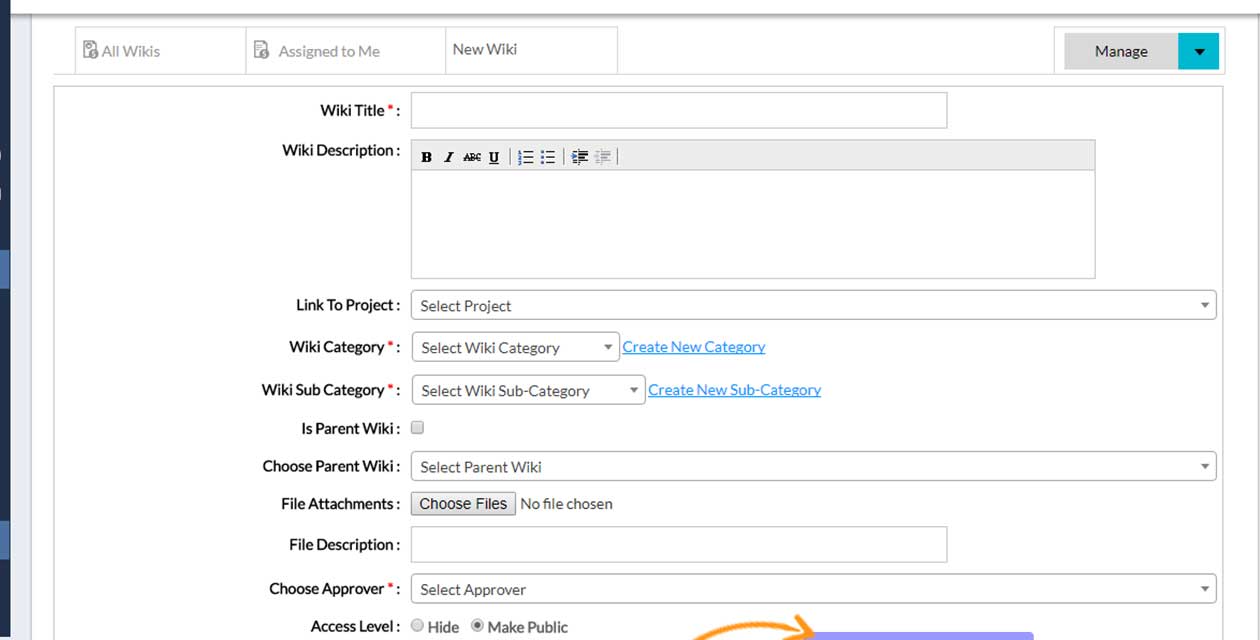 All Wikis Assigned to Me New Wiki Manage
Wiki Title * :
Wiki Description : B I ABC U
Link To Project : Select Project
Wiki Category * : Select Wiki Category Create New Category
Wiki Sub Category * : Select Wiki Sub-Category Create New Sub-Category
Is Parent Wiki :
Choose Parent Wiki : Select Parent Wiki
File Attachments : Choose Files No file chosen
File Description :
Choose Approver * : Select Approver
Access Level : Hide Make Public